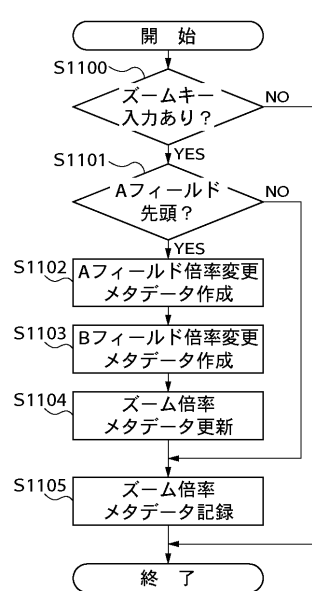 開 始
S1100
ズームキー
入力あり？
NO
YES
S1101
Aフィールド
先頭？
NO
YES
S1102
Aフィールド倍率変更
メタデータ作成
S1103
Bフィールド倍率変更
メタデータ作成
S1104
ズーム倍率
メタデータ更新
S1105
ズーム倍率
メタデータ記録
終 了